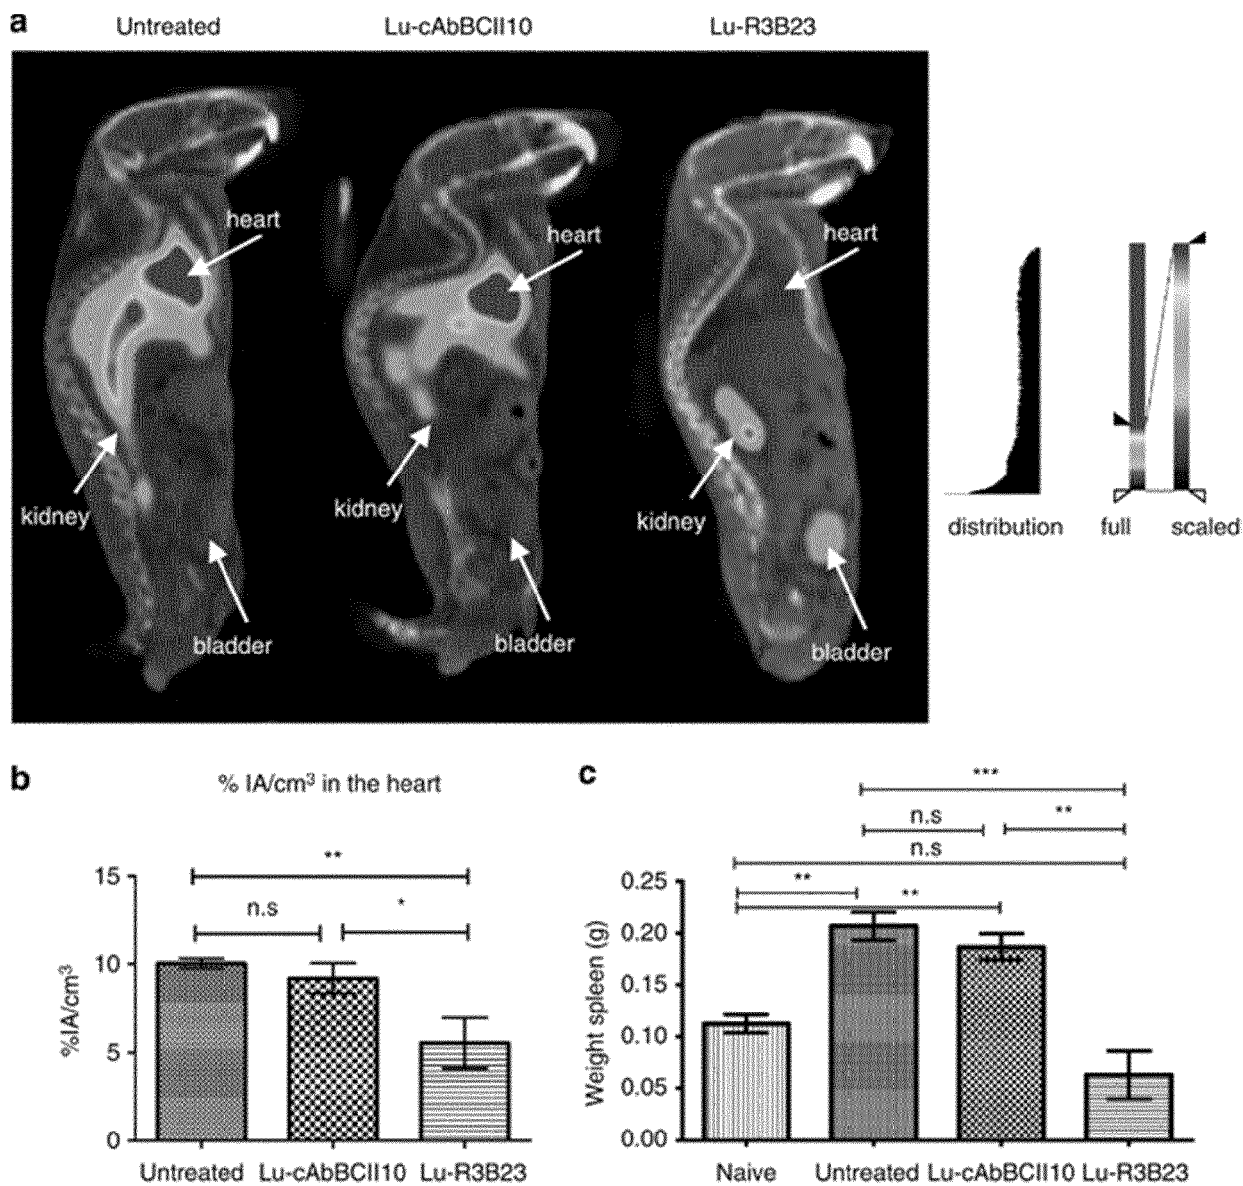 a
Untreated
Lu-cAbBCII10
Lu-R3B23
heart
heart
heart
kidney
kidney
kidney
bladder
bladder
bladder
distribution
full
scaled
b
% IA/cm³ in the heart
**
n.s
*
15
10
5
0
%IA/cm³
Untreated
Lu-cAbBCII10
Lu-R3B23
c
***
n.s
**
n.s
**
**
0.25
0.20
0.15
0.10
0.05
0.00
Weight spleen (g)
Naive
Untreated
Lu-cAbBCII10
Lu-R3B23